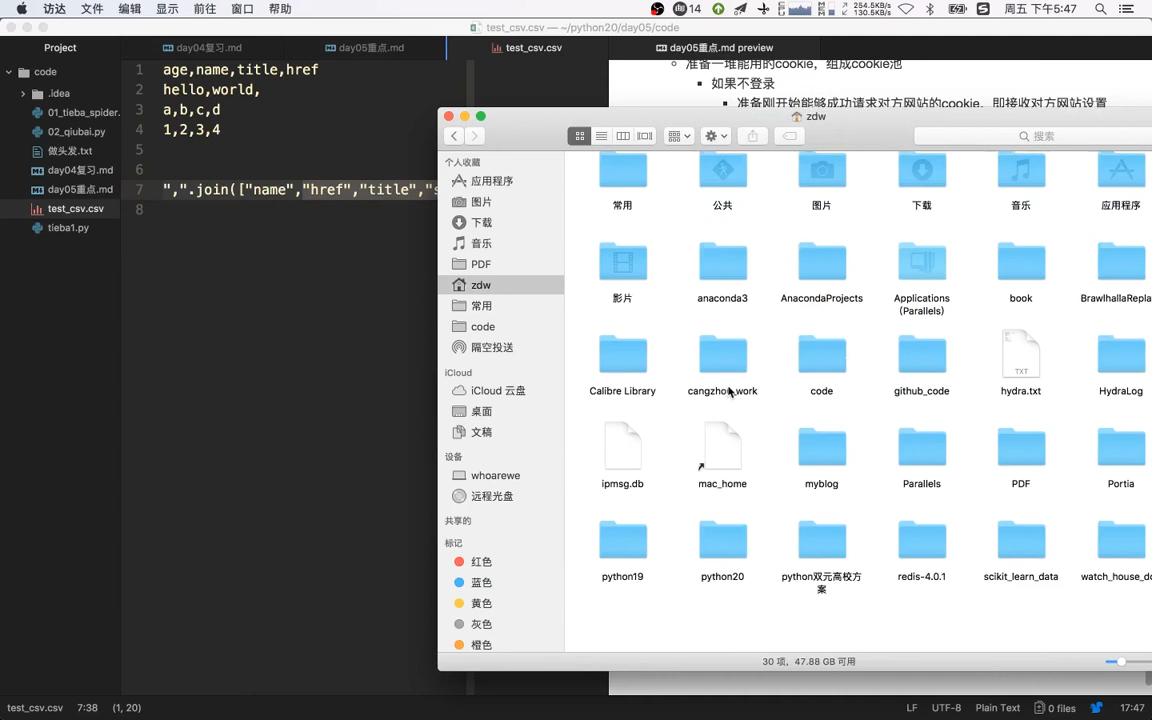 访达 文件 编辑 显示 前往 窗口 帮助 14 254.5KB/s 130.5KB/s 周五 下午5:47
test_csv.csv — ~/python20/day05/code
Project day04复习.md day05重点.md test_csv.csv day05重点.md preview
code
.idea
01_tieba_spider.
02_qiubai.py
做头发.txt
day04复习.md
day05重点.md
test_csv.csv
tieba1.py
1 age,name,title,href
2 hello,world,
3 a,b,c,d
4 1,2,3,4
5
6
7 ",".join(["name","href","title","s
8
准备一堆能用的cookie，组成cookie池
如果不登录
准备刚开始能够成功请求对方网站的cookie，即接收对方网站设置
zdw
搜索
个人收藏
应用程序
图片
下载
音乐
PDF
zdw
常用
code
隔空投送
iCloud
iCloud 云盘
桌面
文稿
设备
whoarewe
远程光盘
共享的
标记
红色
蓝色
黄色
灰色
橙色
常用 公共 图片 下载 音乐 应用程序
影片 anaconda3 AnacondaProjects Applications (Parallels) book BrawlhallaRepla
Calibre Library cangzhou_work code github_code hydra.txt HydraLog
TXT
ipmsg.db mac_home myblog Parallels PDF Portia
python19 python20 python双元高校方案 redis-4.0.1 scikit_learn_data watch_house_do
30 项，47.88 GB 可用
test_csv.csv 7:38 (1, 20) LF UTF-8 Plain Text 0 files 17:47